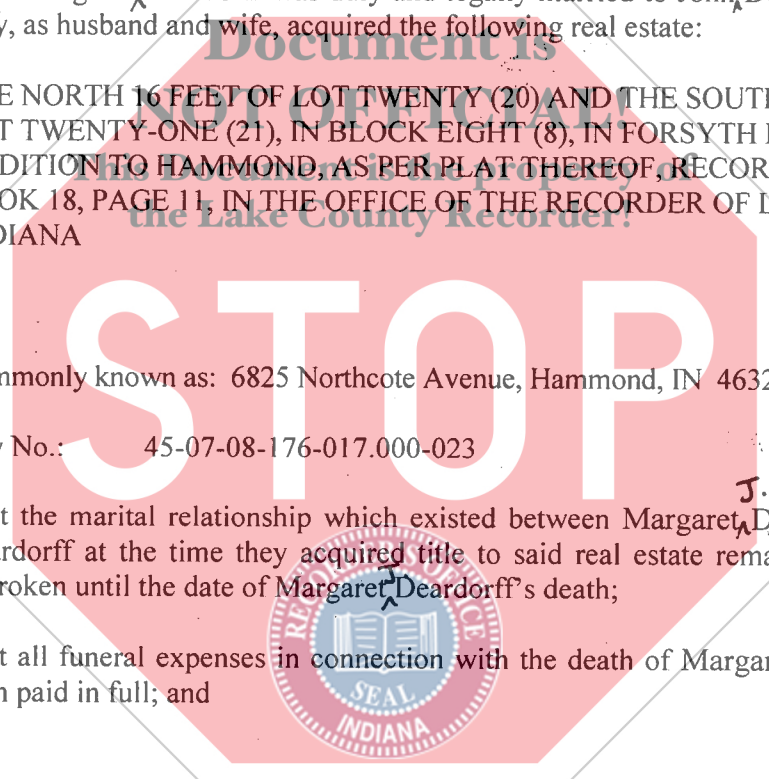 y, as husband and wife, acquired the following real estate:
Document is
NOT OFFICIAL!
This Document is the property of
the Lake County Recorder!
E NORTH 16 FEET OF LOT TWENTY (20) AND THE SOUTH
T TWENTY-ONE (21), IN BLOCK EIGHT (8), IN FORSYTH
DITION TO HAMMOND, AS PER PLAT THEREOF, RECOR
OK 18, PAGE 11, IN THE OFFICE OF THE RECORDER OF
DIANA
STOP
mmonly known as: 6825 Northcote Avenue, Hammond, IN 4632
y No.: 45-07-08-176-017.000-023
J.
t the marital relationship which existed between Margaret D
ardorff at the time they acquired title to said real estate rema
roken until the date of Margaret J Deardorff's death;
t all funeral expenses in connection with the death of Margar
n paid in full; and
RECORDER'S OFFICE
SEAL
INDIANA